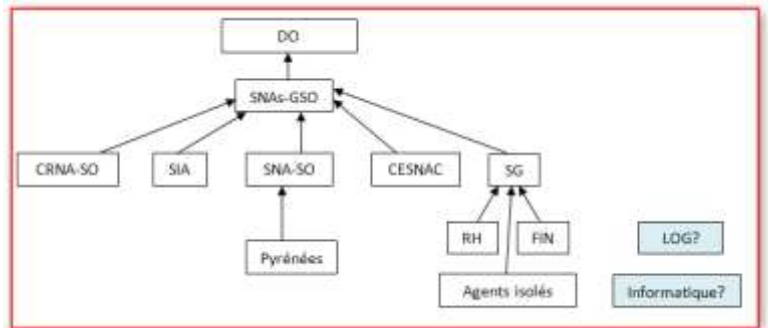 DO
SNAs-GSO
CRNA-SO
SIA
SNA-SO
CESNAC
SG
RH
FIN
LOG?
Pyrénées
Agents isolés
Informatique?